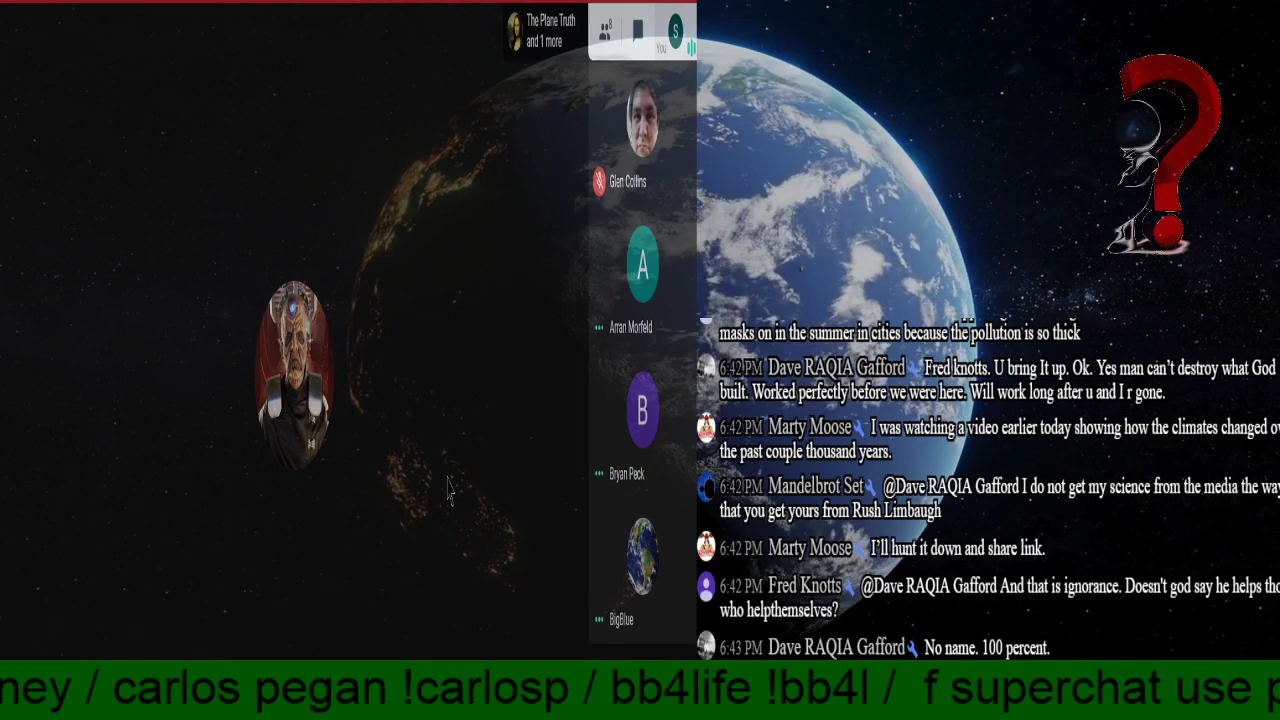 The Plane Truth
and 1 more
8
You
S
Glen Collins
A
Arran Morfeld
B
Bryan Peck
BigBlue
masks on in the summer in cities because the pollution is so thick
6:42 PM Dave RAQIA Gafford Fred knotts. U bring It up. Ok. Yes man can't destroy what God
built. Worked perfectly before we were here. Will work long after u and I r gone.
6:42 PM Marty Moose I was watching a video earlier today showing how the climates changed ov
the past couple thousand years.
6:42 PM Mandelbrot Set @Dave RAQIA Gafford I do not get my science from the media the way
that you get yours from Rush Limbaugh
6:42 PM Marty Moose I'll hunt it down and share link.
6:42 PM Fred Knotts @Dave RAQIA Gafford And that is ignorance. Doesn't god say he helps tho
who helpthemselves?
6:43 PM Dave RAQIA Gafford No name. 100 percent.
ney / carlos pegan !carlosp / bb4life !bb4l / f superchat use p